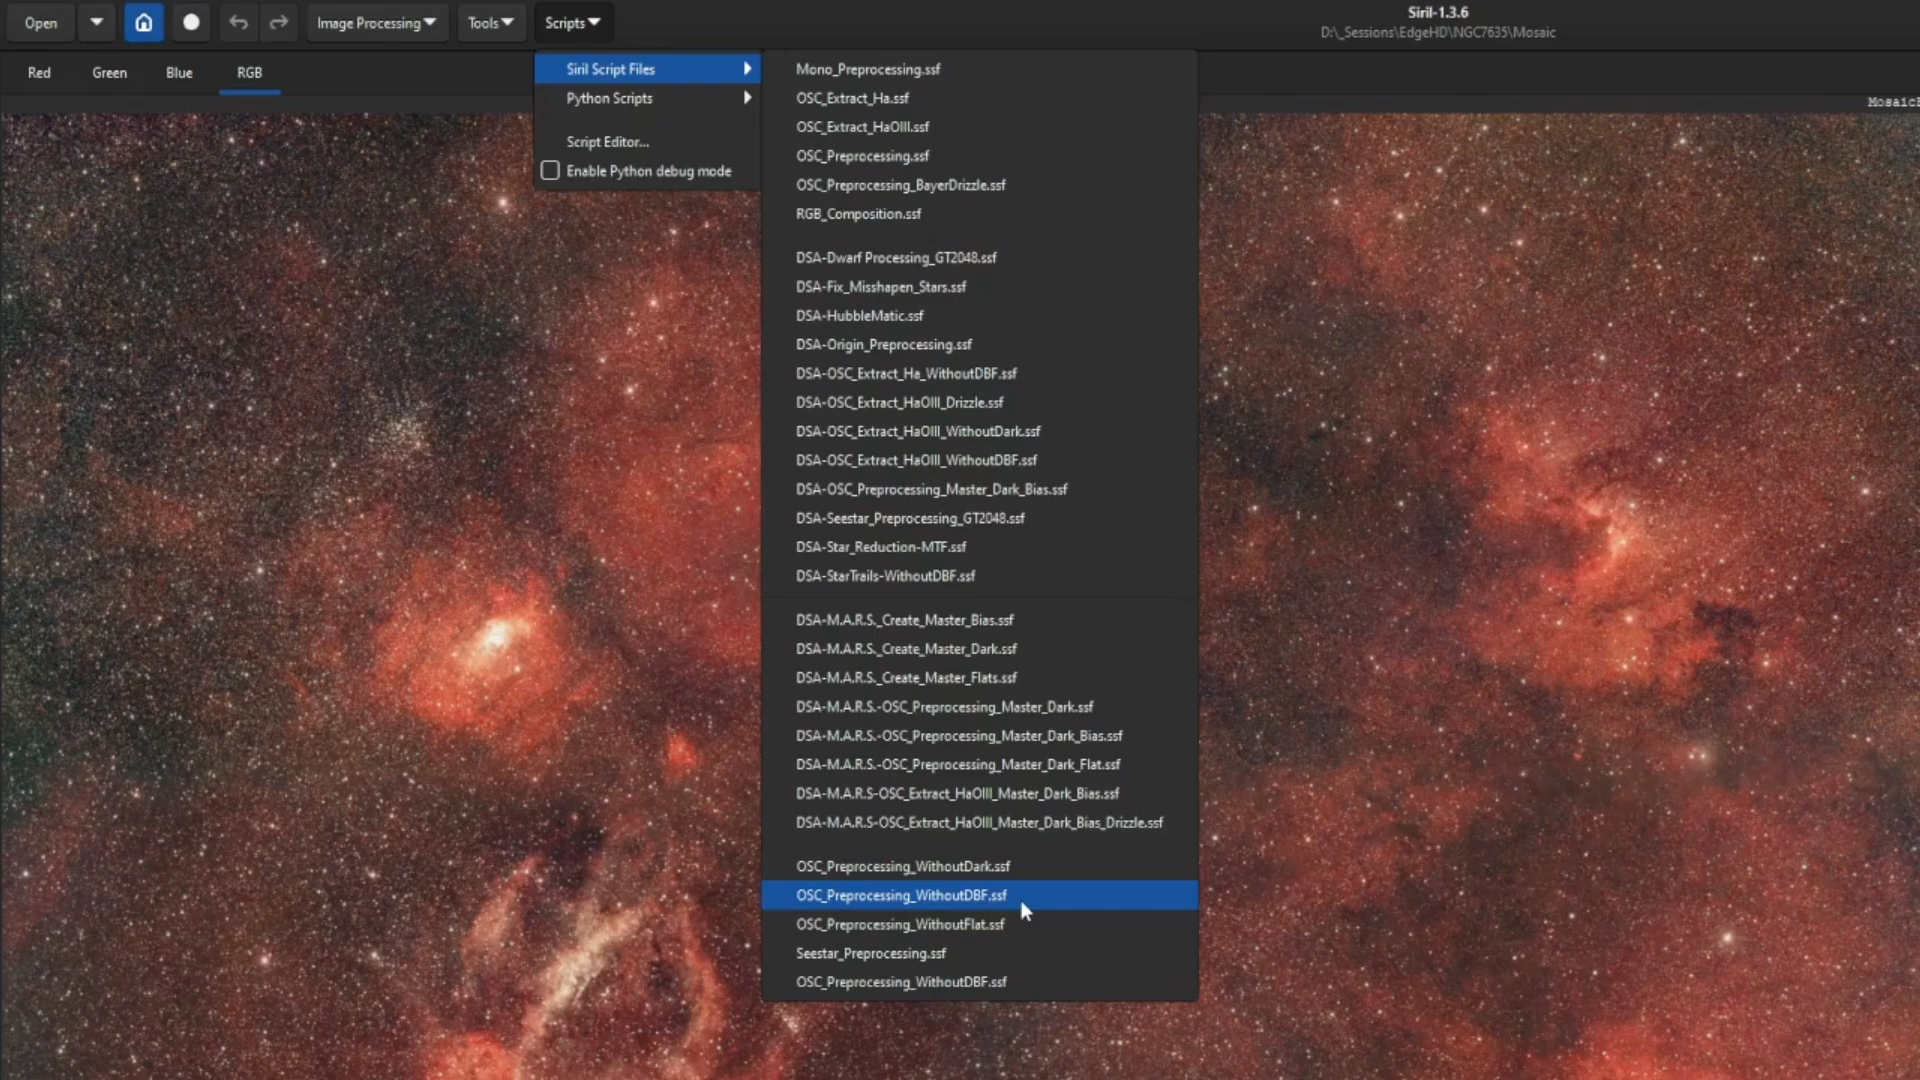 Open
Image Processing
Tools
Scripts
Siril-1.3.6
D:\_Sessions\EdgeHD\NGC7635\Mosaic
Red
Green
Blue
RGB
Siril Script Files
Python Scripts
Script Editor...
Enable Python debug mode
Mono_Preprocessing.ssf
OSC_Extract_Ha.ssf
OSC_Extract_HaOIII.ssf
OSC_Preprocessing.ssf
OSC_Preprocessing_BayerDrizzle.ssf
RGB_Composition.ssf
DSA-Dwarf Processing_GT2048.ssf
DSA-Fix_Misshapen_Stars.ssf
DSA-HubbleMatic.ssf
DSA-Origin_Preprocessing.ssf
DSA-OSC_Extract_Ha_WithoutDBF.ssf
DSA-OSC_Extract_HaOIII_Drizzle.ssf
DSA-OSC_Extract_HaOIII_WithoutDark.ssf
DSA-OSC_Extract_HaOIII_WithoutDBF.ssf
DSA-OSC_Preprocessing_Master_Dark_Bias.ssf
DSA-Seestar_Preprocessing_GT2048.ssf
DSA-Star_Reduction-MTF.ssf
DSA-StarTrails-WithoutDBF.ssf
DSA-M.A.R.S._Create_Master_Bias.ssf
DSA-M.A.R.S._Create_Master_Dark.ssf
DSA-M.A.R.S._Create_Master_Flats.ssf
DSA-M.A.R.S.-OSC_Preprocessing_Master_Dark.ssf
DSA-M.A.R.S.-OSC_Preprocessing_Master_Dark_Bias.ssf
DSA-M.A.R.S.-OSC_Preprocessing_Master_Dark_Flat.ssf
DSA-M.A.R.S-OSC_Extract_HaOIII_Master_Dark_Bias.ssf
DSA-M.A.R.S-OSC_Extract_HaOIII_Master_Dark_Bias_Drizzle.ssf
OSC_Preprocessing_WithoutDark.ssf
OSC_Preprocessing_WithoutDBF.ssf
OSC_Preprocessing_WithoutFlat.ssf
Seestar_Preprocessing.ssf
OSC_Preprocessing_WithoutDBF.ssf